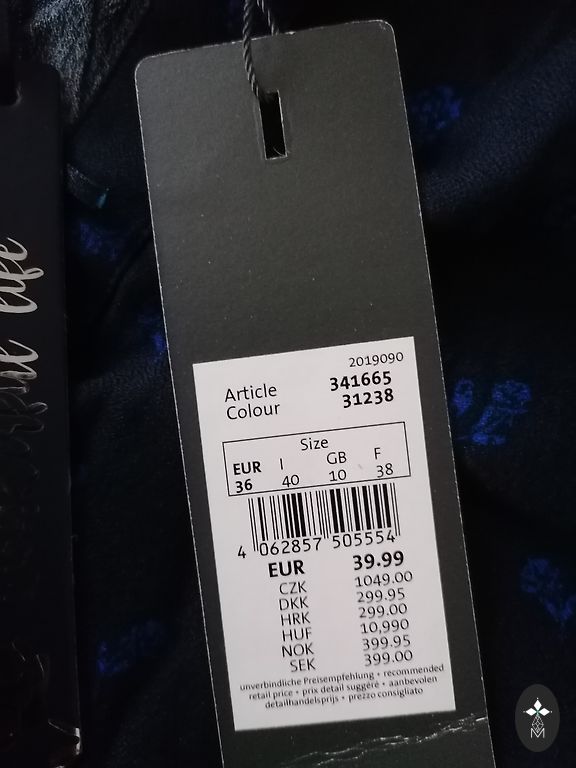 2019090
Article 341665
Colour 31238
Size
EUR I GB F
36 40 10 38
4 062857 505554
EUR 39.99
CZK 1049.00
DKK 299.95
HRK 299.00
HUF 10,990
NOK 399.95
SEK 399.00
unverbindliche Preisempfehlung • recommended
retail price • prix detail suggéré • aanbevolen
detailhandelsprijs • prezzo consigliato
life
M